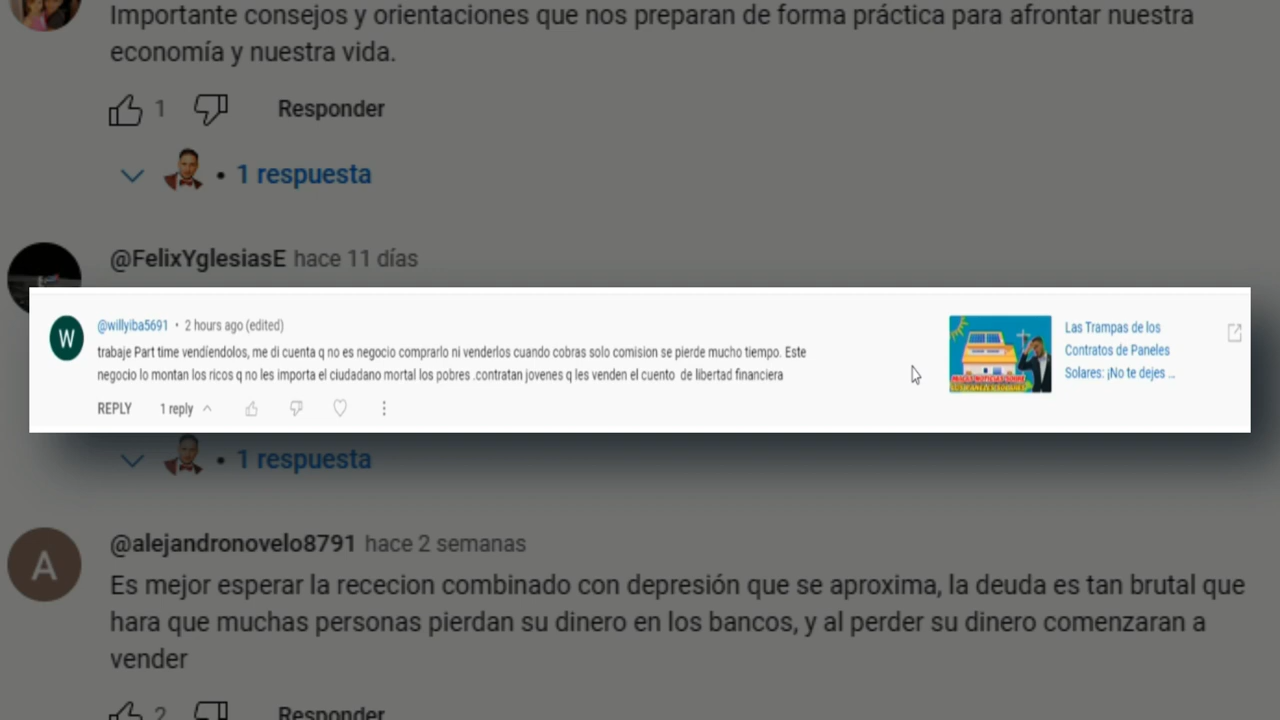 Importante consejos y orientaciones que nos preparan de forma práctica para afrontar nuestra
economía y nuestra vida.
1 Responder
• 1 respuesta
@FelixYglesiasE hace 11 días
W
@willyiba5691 • 2 hours ago (edited)
trabaje Part time vendíendolos, me di cuenta q no es negocio comprarlo ni venderlos cuando cobras solo comision se pierde mucho tiempo. Este
negocio lo montan los ricos q no les importa el ciudadano mortal los pobres .contratan jovenes q les venden el cuento de libertad financiera
REPLY 1 reply
Las Trampas de los
Contratos de Paneles
Solares: ¡No te dejes ...
• 1 respuesta
A
@alejandronovelo8791 hace 2 semanas
Es mejor esperar la rececion combinado con depresión que se aproxima, la deuda es tan brutal que
hara que muchas personas pierdan su dinero en los bancos, y al perder su dinero comenzaran a
vender
2 Responder